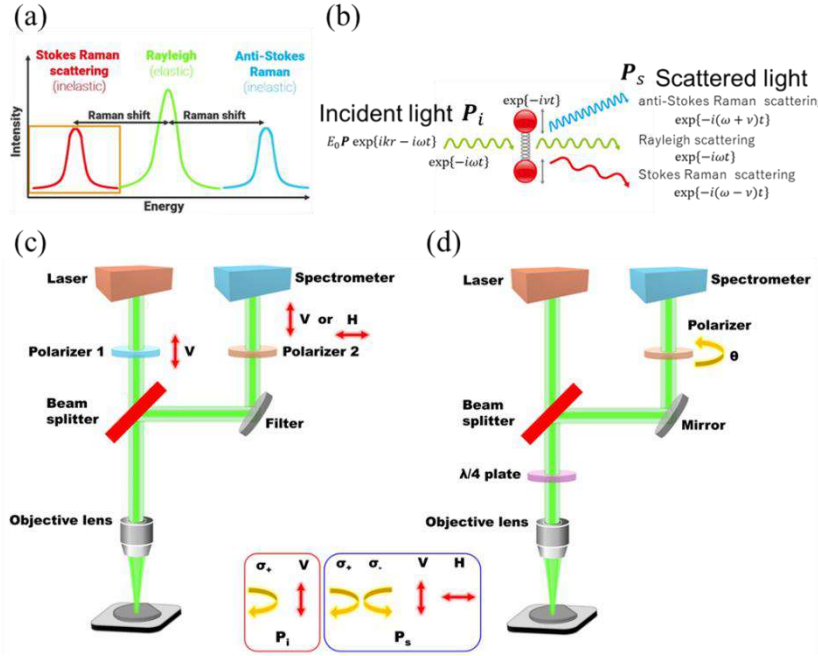 (a)
Stokes Raman
scattering
(inelastic)
Rayleigh
(elastic)
Anti-Stokes
Raman
(inelastic)
Raman shift
Raman shift
Intensity
Energy
(b)
Incident light P_i
E_0 P exp{ikr − iωt}
exp{−iωt}
exp{−ivt}
P_s Scattered light
anti-Stokes Raman scattering
exp{−i(ω + v)t}
Rayleigh scattering
exp{−iωt}
Stokes Raman scattering
exp{−i(ω − v)t}
(c)
Laser
Spectrometer
V or H
Polarizer 1
V
Polarizer 2
Beam
splitter
Filter
Objective lens
σ+ V
P_i
σ+ σ- V H
P_s
(d)
Laser
Spectrometer
Polarizer
θ
Beam
splitter
Mirror
λ/4 plate
Objective lens